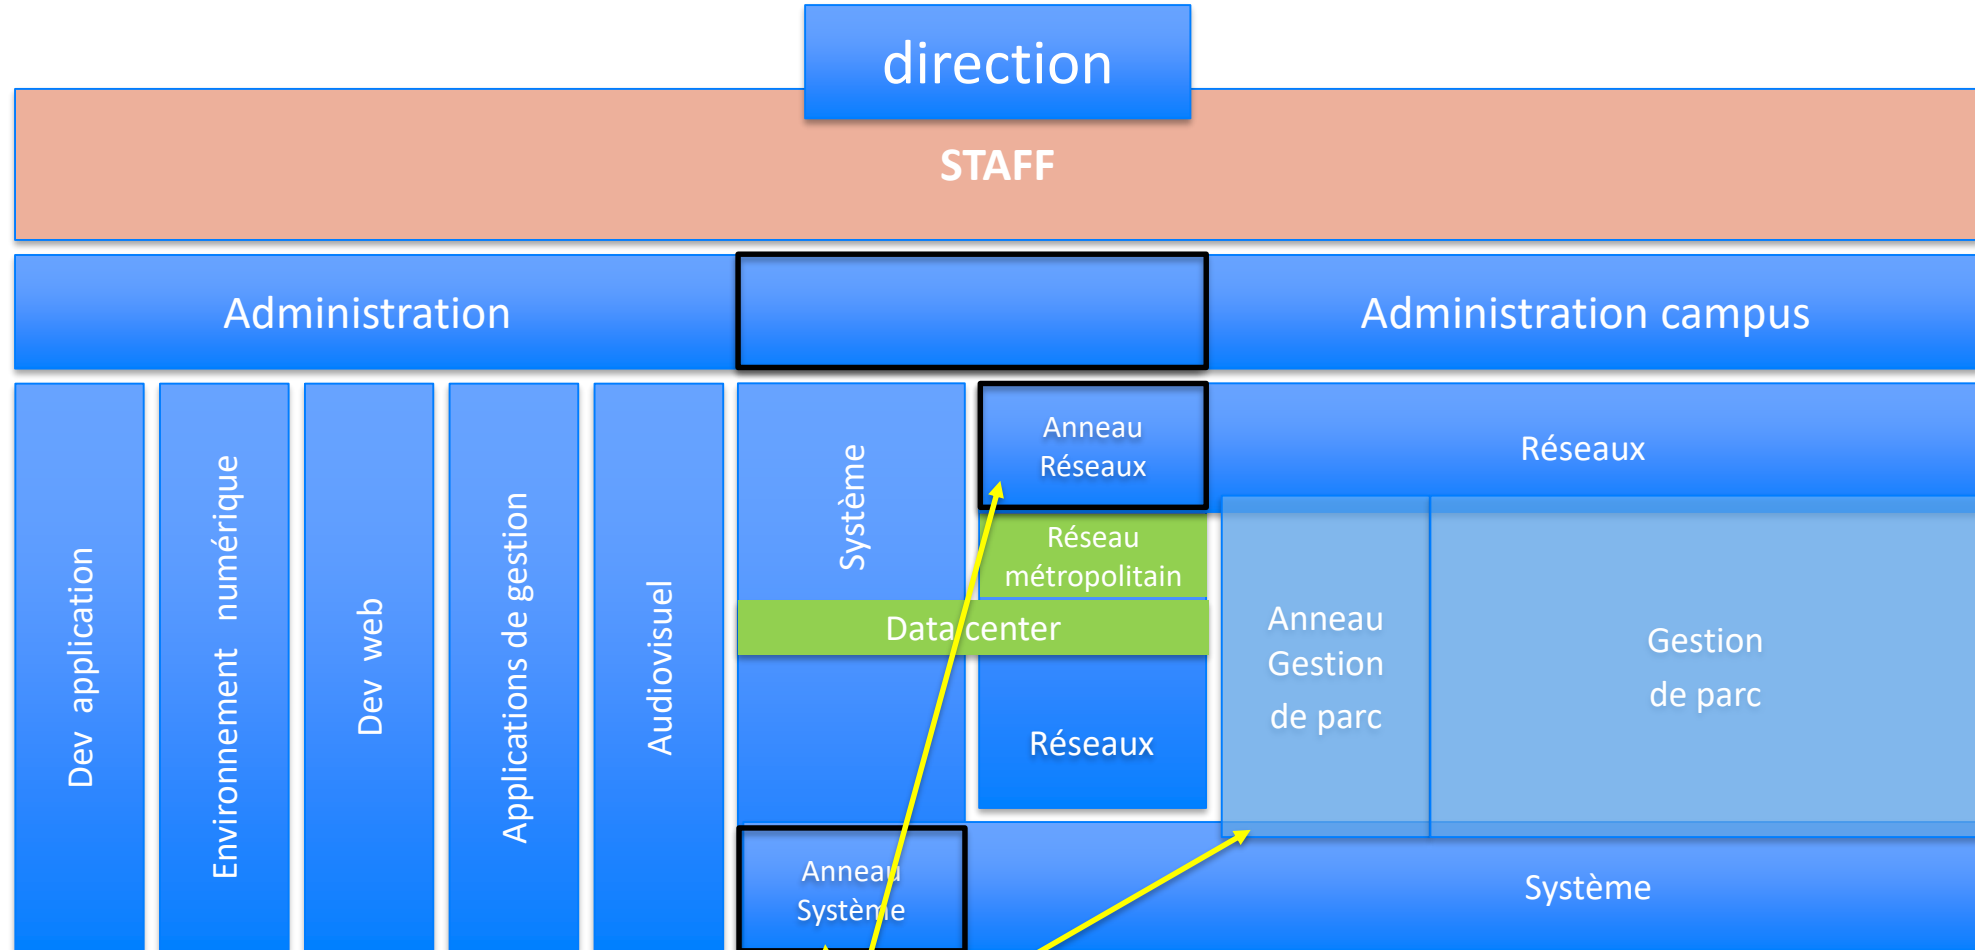 direction
STAFF
Administration
Administration campus
Dev application
Environnement numérique
Dev web
Applications de gestion
Audiovisuel
Système
Anneau
Réseaux
Réseaux
Réseau
métropolitain
Data center
Réseaux
Anneau
Gestion
de parc
Gestion
de parc
Anneau
Système
Système